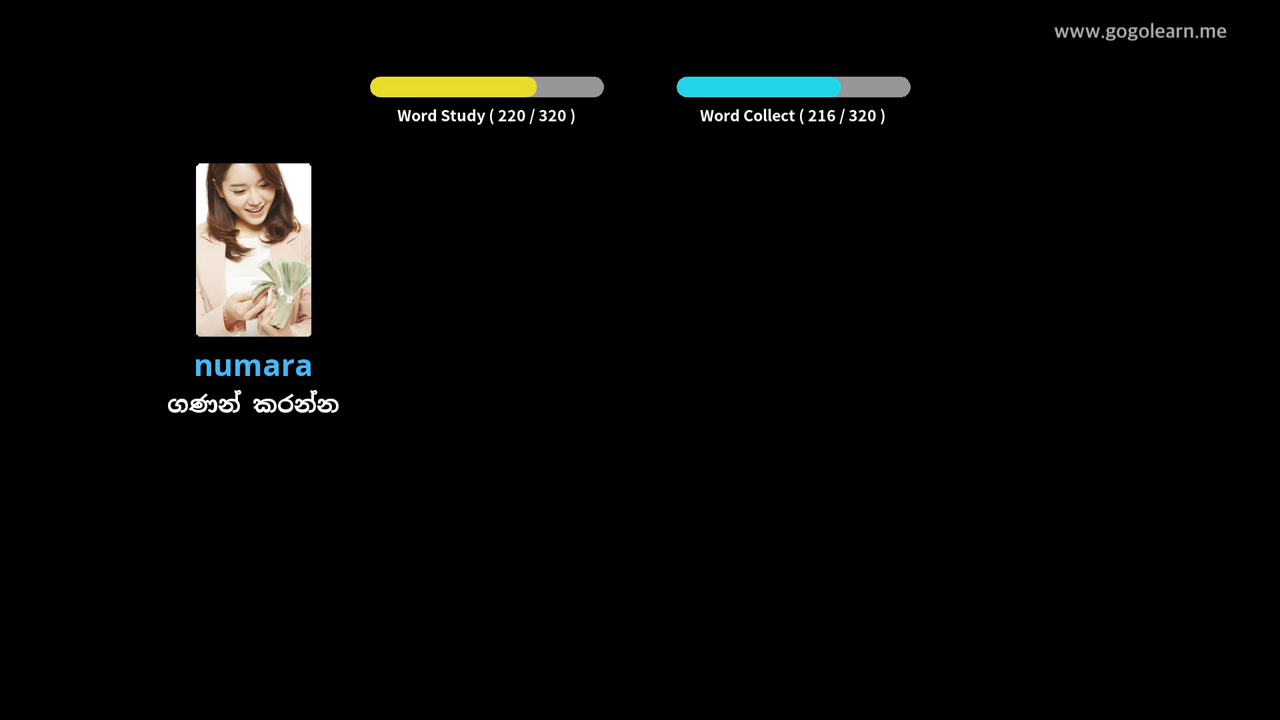 www.gogolearn.me
Word Study ( 220 / 320 )
Word Collect ( 216 / 320 )
numara
ගණන් කරන්න